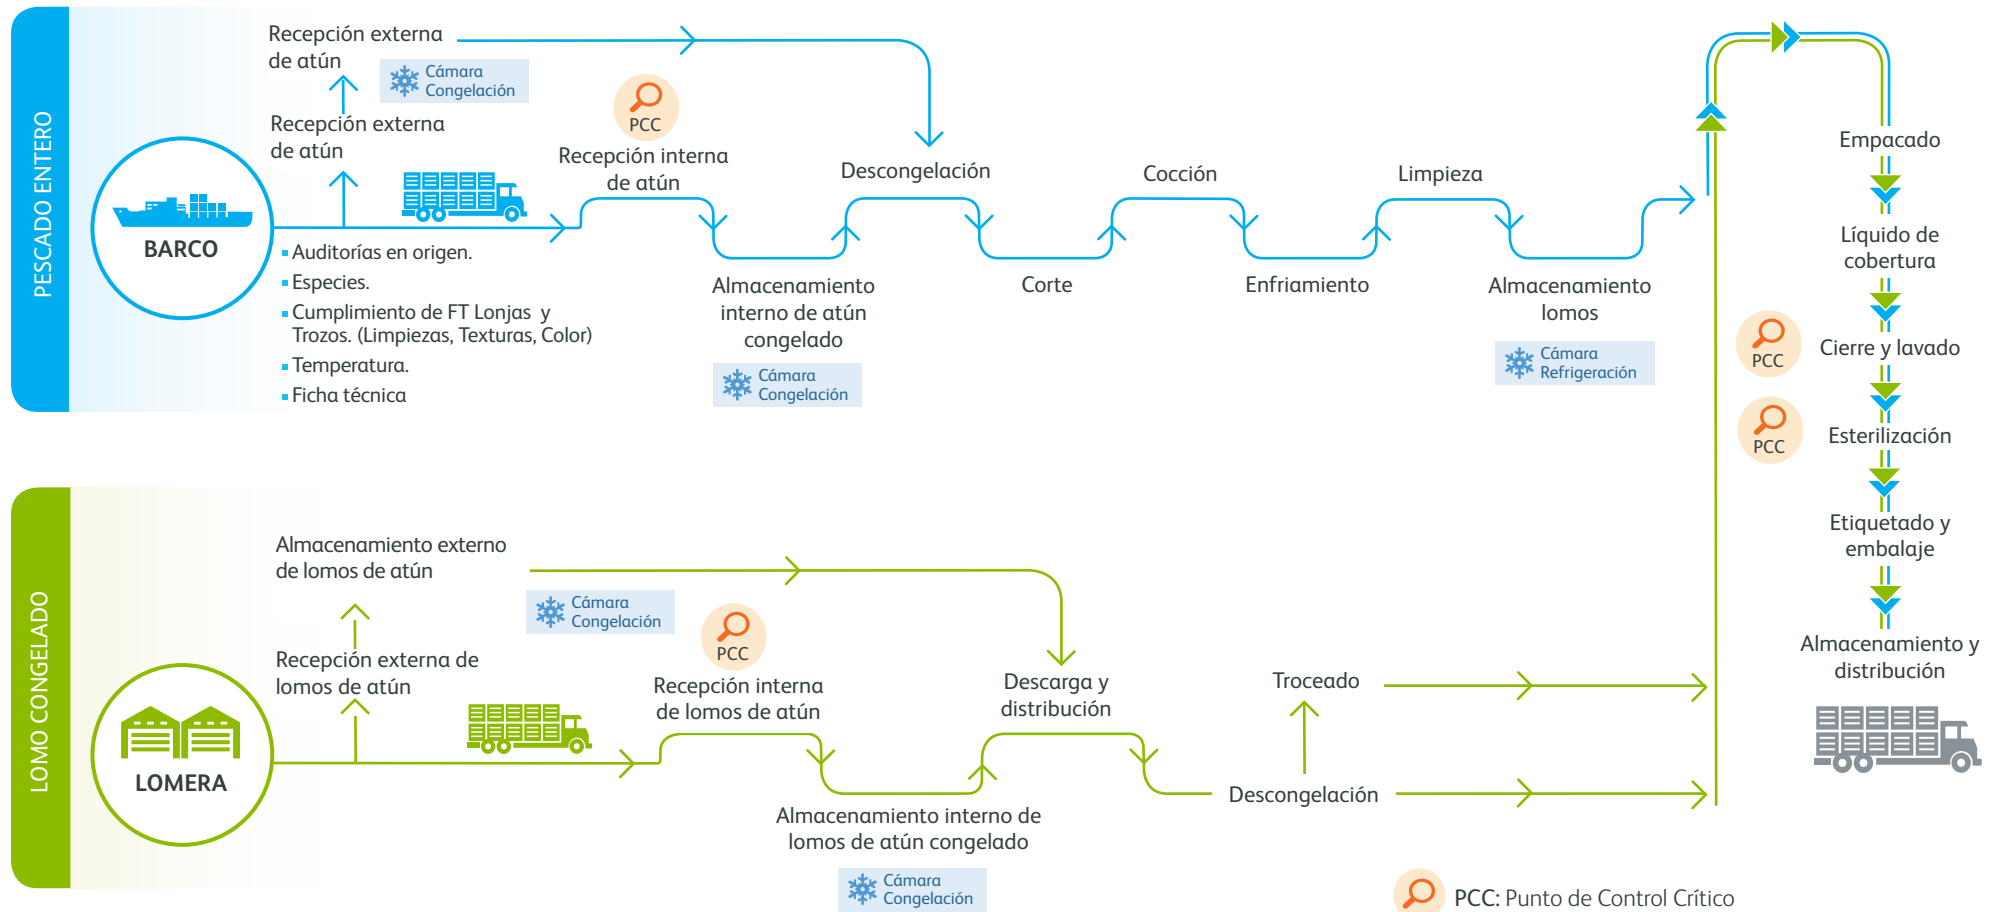 PESCADO ENTERO
BARCO
Recepción externa
de atún
Cámara
Congelación
Recepción externa
de atún
▪ Auditorías en origen.
▪ Especies.
▪ Cumplimiento de FT Lonjas y
Trozos. (Limpiezas, Texturas, Color)
▪ Temperatura.
▪ Ficha técnica
PCC
Recepción interna
de atún
Almacenamiento
interno de atún
congelado
Cámara
Congelación
Descongelación
Corte
Cocción
Enfriamiento
Limpieza
Almacenamiento
lomos
Cámara
Refrigeración
LOMO CONGELADO
LOMERA
Almacenamiento externo
de lomos de atún
Cámara
Congelación
Recepción externa de
lomos de atún
PCC
Recepción interna
de lomos de atún
Almacenamiento interno de
lomos de atún congelado
Cámara
Congelación
Descarga y
distribución
Descongelación
Troceado
Empacado
Líquido de
cobertura
PCC
Cierre y lavado
PCC
Esterilización
Etiquetado y
embalaje
Almacenamiento y
distribución
PCC: Punto de Control Crítico